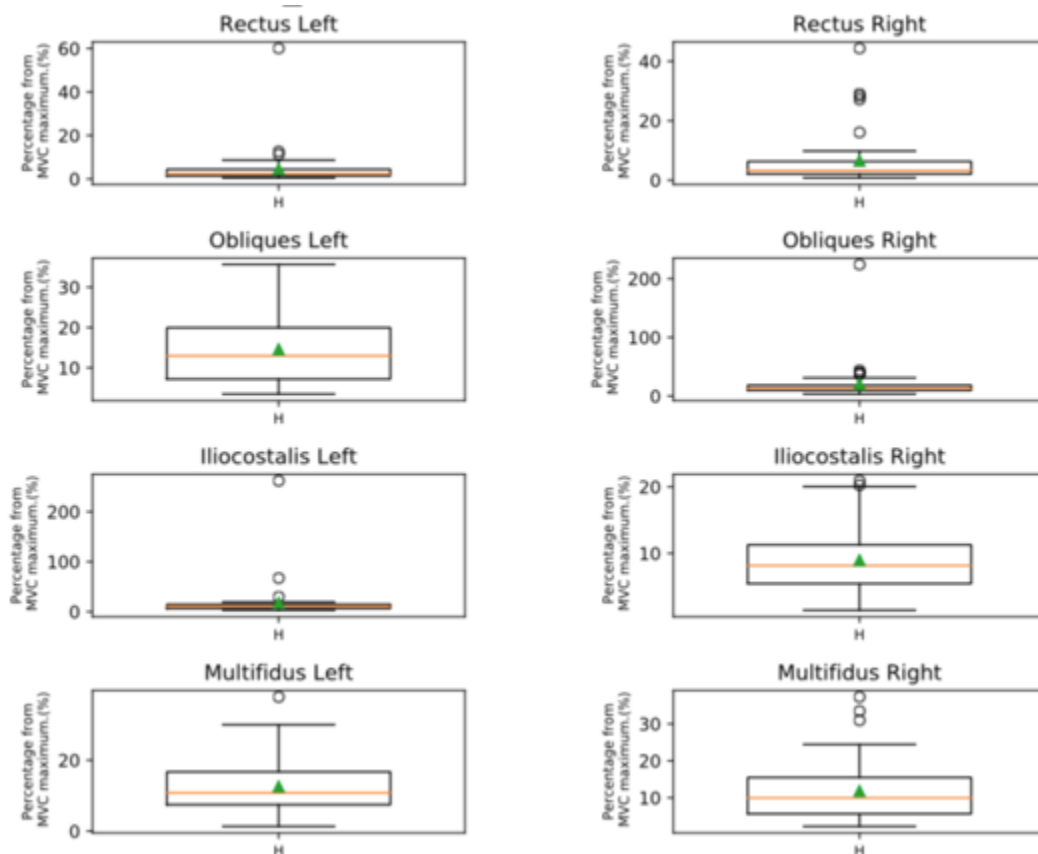 Rectus Left
Percentage from
MVC maximum.(%)
60
40
20
0
H
Rectus Right
Percentage from
MVC maximum.(%)
40
20
0
H
Obliques Left
Percentage from
MVC maximum.(%)
30
20
10
H
Obliques Right
Percentage from
MVC maximum.(%)
200
100
0
H
Iliocostalis Left
Percentage from
MVC maximum.(%)
200
100
0
H
Iliocostalis Right
Percentage from
MVC maximum.(%)
20
10
H
Multifidus Left
Percentage from
MVC maximum.(%)
20
0
H
Multifidus Right
Percentage from
MVC maximum.(%)
30
20
10
H